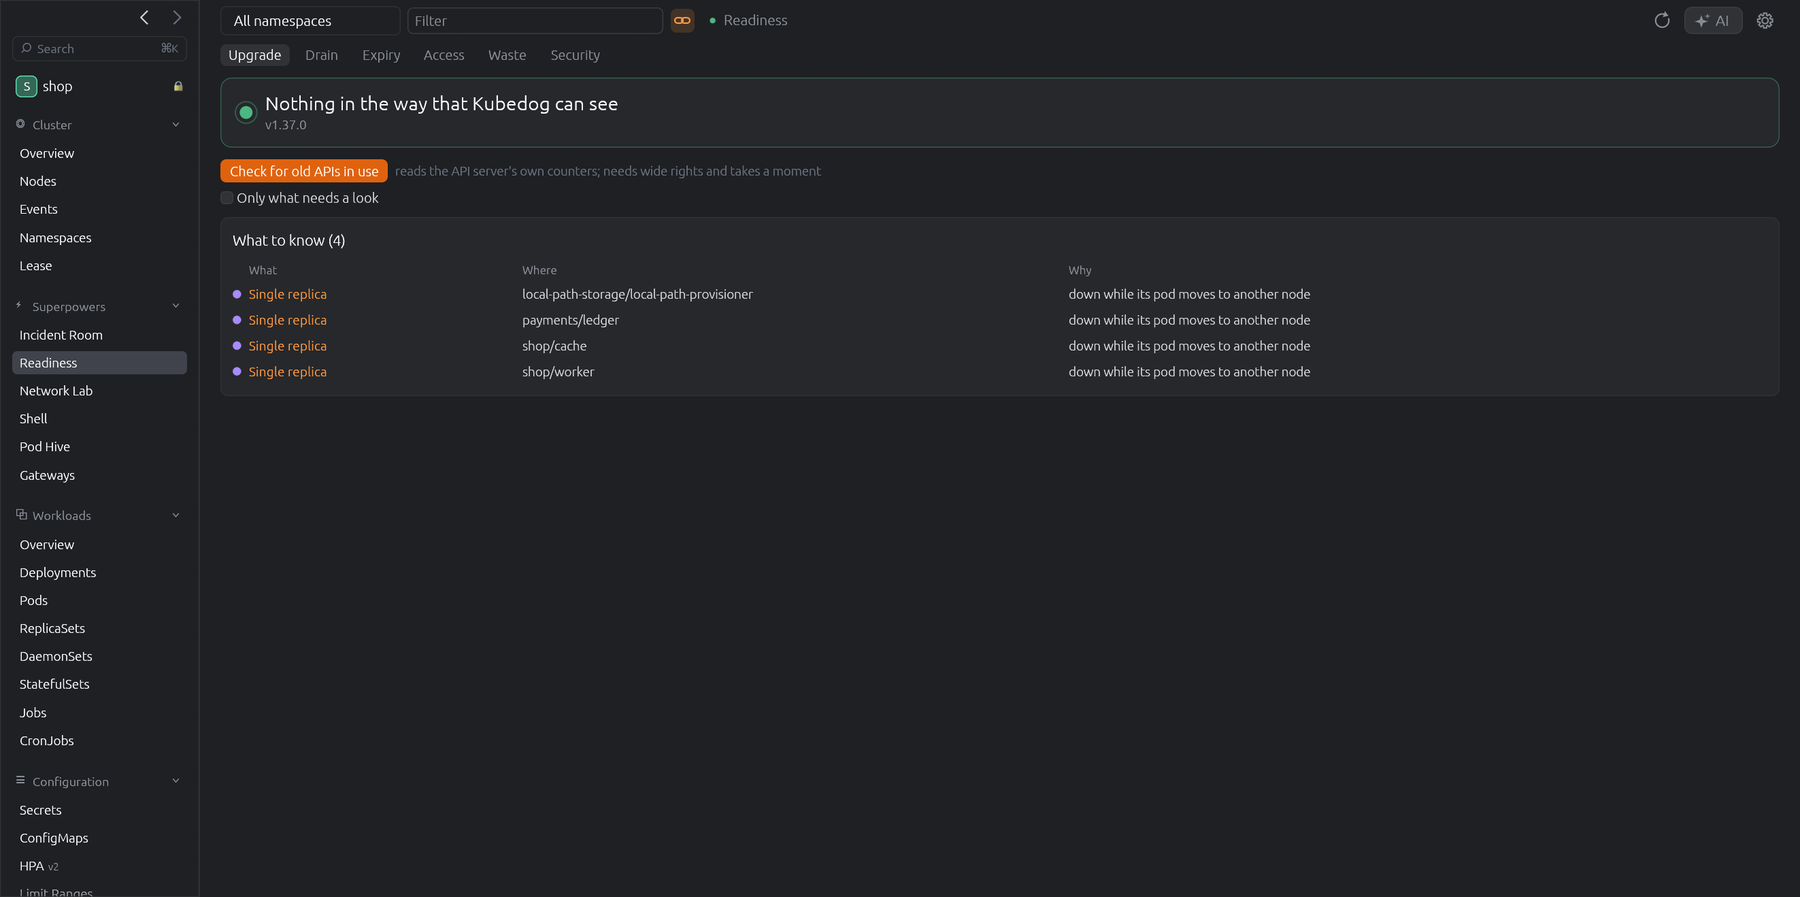 All namespaces
Filter
Readiness
AI
Search
⌘K
Upgrade
Drain
Expiry
Access
Waste
Security
S shop
Nothing in the way that Kubedog can see
v1.37.0
Cluster
Overview
Nodes
Events
Namespaces
Lease
Check for old APIs in use
reads the API server's own counters; needs wide rights and takes a moment
Only what needs a look
What to know (4)
What Where Why
Single replica local-path-storage/local-path-provisioner down while its pod moves to another node
Single replica payments/ledger down while its pod moves to another node
Single replica shop/cache down while its pod moves to another node
Single replica shop/worker down while its pod moves to another node
Superpowers
Incident Room
Readiness
Network Lab
Shell
Pod Hive
Gateways
Workloads
Overview
Deployments
Pods
ReplicaSets
DaemonSets
StatefulSets
Jobs
CronJobs
Configuration
Secrets
ConfigMaps
HPA v2
Limit Ranges